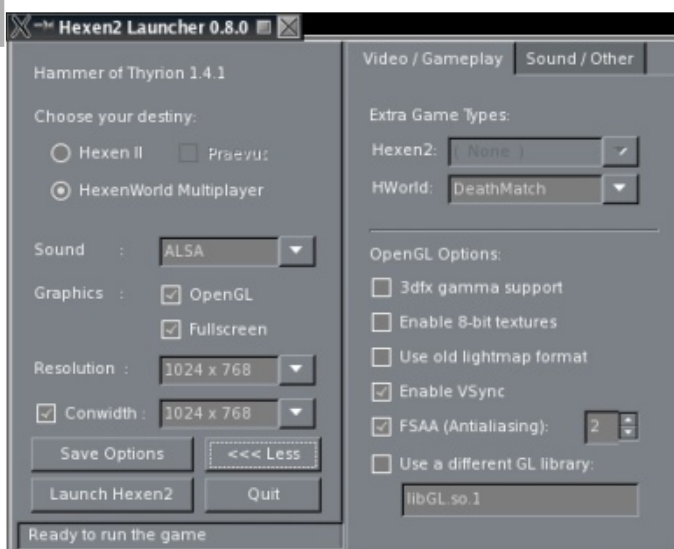 Hexen2 Launcher 0.8.0
Hammer of Thyrion 1.4.1
Choose your destiny:
Hexen II
Praevus
HexenWorld Multiplayer
Sound :
ALSA
Graphics :
OpenGL
Fullscreen
Resolution :
1024 x 768
Conwidth :
1024 x 768
Save Options
<<< Less
Launch Hexen2
Quit
Ready to run the game
Video / Gameplay
Sound / Other
Extra Game Types:
Hexen2:
( None )
HWorld:
DeathMatch
OpenGL Options:
3dfx gamma support
Enable 8-bit textures
Use old lightmap format
Enable VSync
FSAA (Antialiasing):
2
Use a different GL library:
libGL.so.1